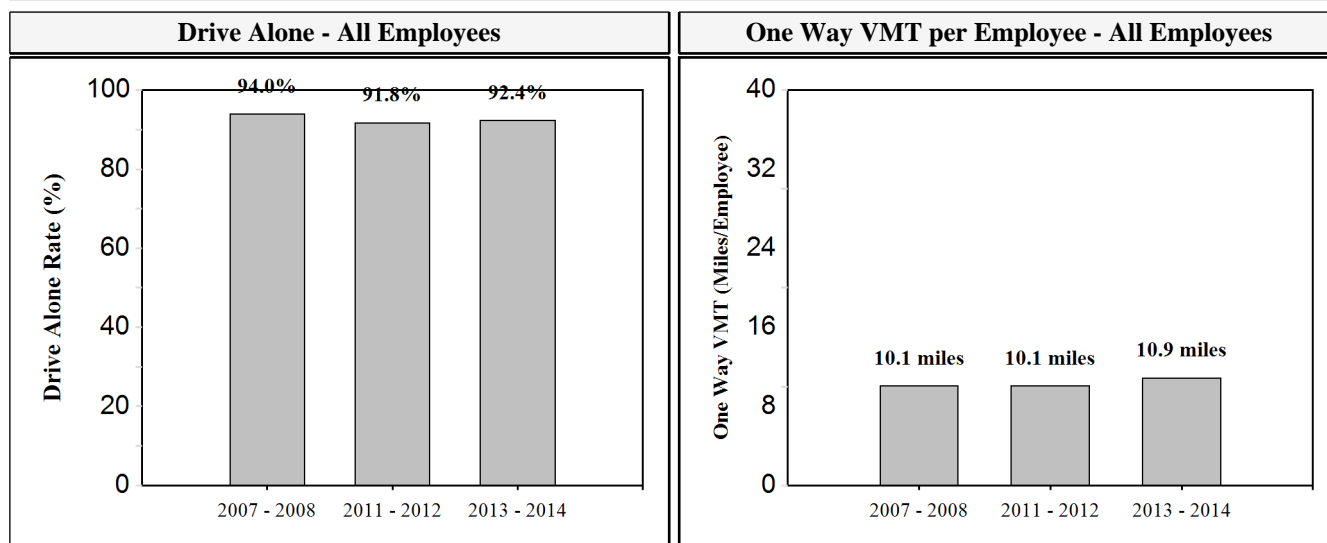 Drive Alone - All Employees
Drive Alone Rate (%)
100
80
60
40
20
0
94.0%
91.8%
92.4%
2007 - 2008
2011 - 2012
2013 - 2014
One Way VMT per Employee - All Employees
One Way VMT (Miles/Employee)
40
32
24
16
8
0
10.1 miles
10.1 miles
10.9 miles
2007 - 2008
2011 - 2012
2013 - 2014